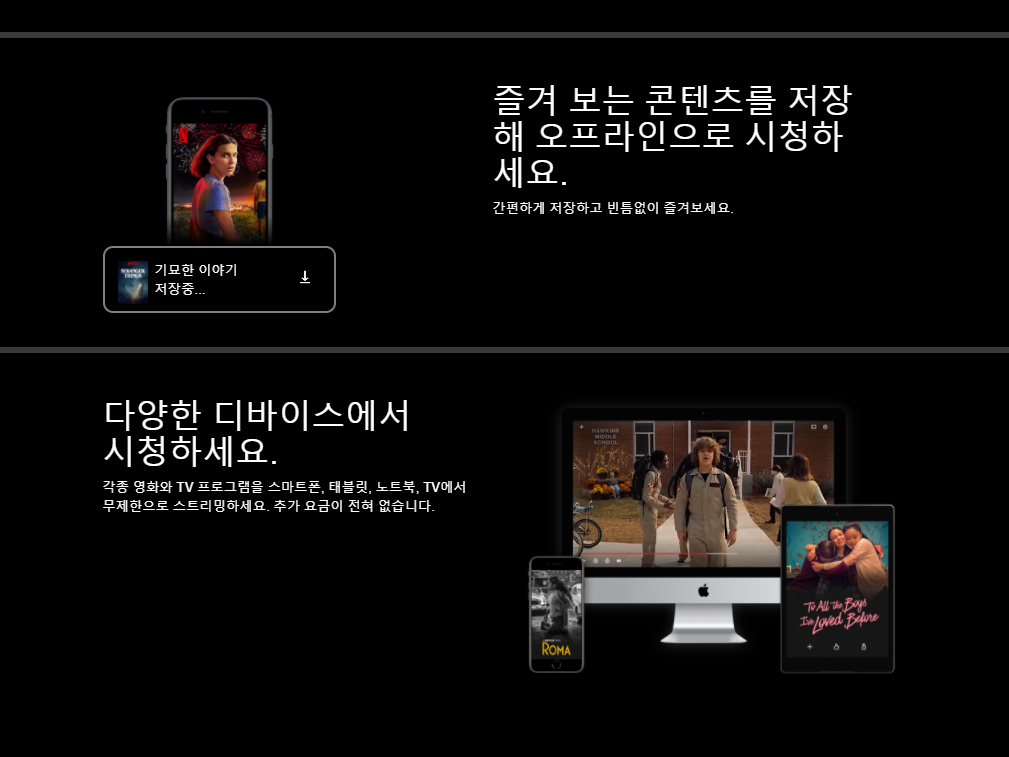 즐겨 보는 콘텐츠를 저장
해 오프라인으로 시청하
세요.
간편하게 저장하고 빈틈없이 즐겨보세요.
N
STRANGER
THINGS
기묘한 이야기
저장중...
다양한 디바이스에서
시청하세요.
각종 영화와 TV 프로그램을 스마트폰, 태블릿, 노트북, TV에서
무제한으로 스트리밍하세요. 추가 요금이 전혀 없습니다.
HAWKINS
MIDDLE
SCHOOL
ROMA
To All The Boys
I've Loved Before